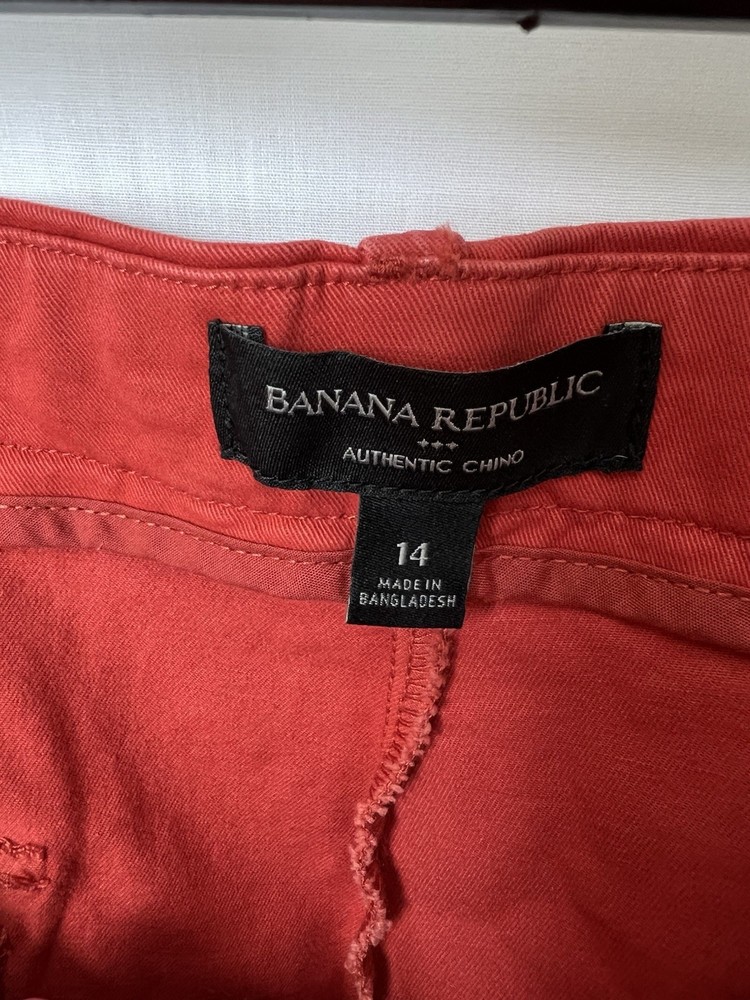 BANANA REPUBLIC
AUTHENTIC CHINO
14
MADE IN
BANGLADESH